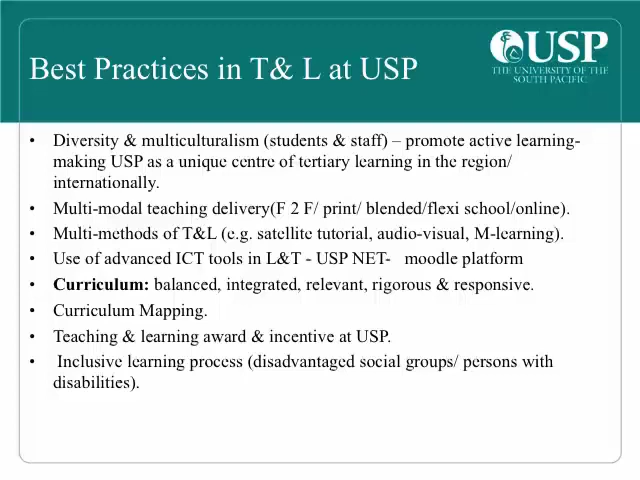 Best Practices in T& L at USP
USP
THE UNIVERSITY OF THE
SOUTH PACIFIC
• Diversity & multiculturalism (students & staff) – promote active learning-
making USP as a unique centre of tertiary learning in the region/
internationally.
• Multi-modal teaching delivery(F 2 F/ print/ blended/flexi school/online).
• Multi-methods of T&L (e.g. satellite tutorial, audio-visual, M-learning).
• Use of advanced ICT tools in L&T - USP NET- moodle platform
• Curriculum: balanced, integrated, relevant, rigorous & responsive.
• Curriculum Mapping.
• Teaching & learning award & incentive at USP.
• Inclusive learning process (disadvantaged social groups/ persons with
disabilities).